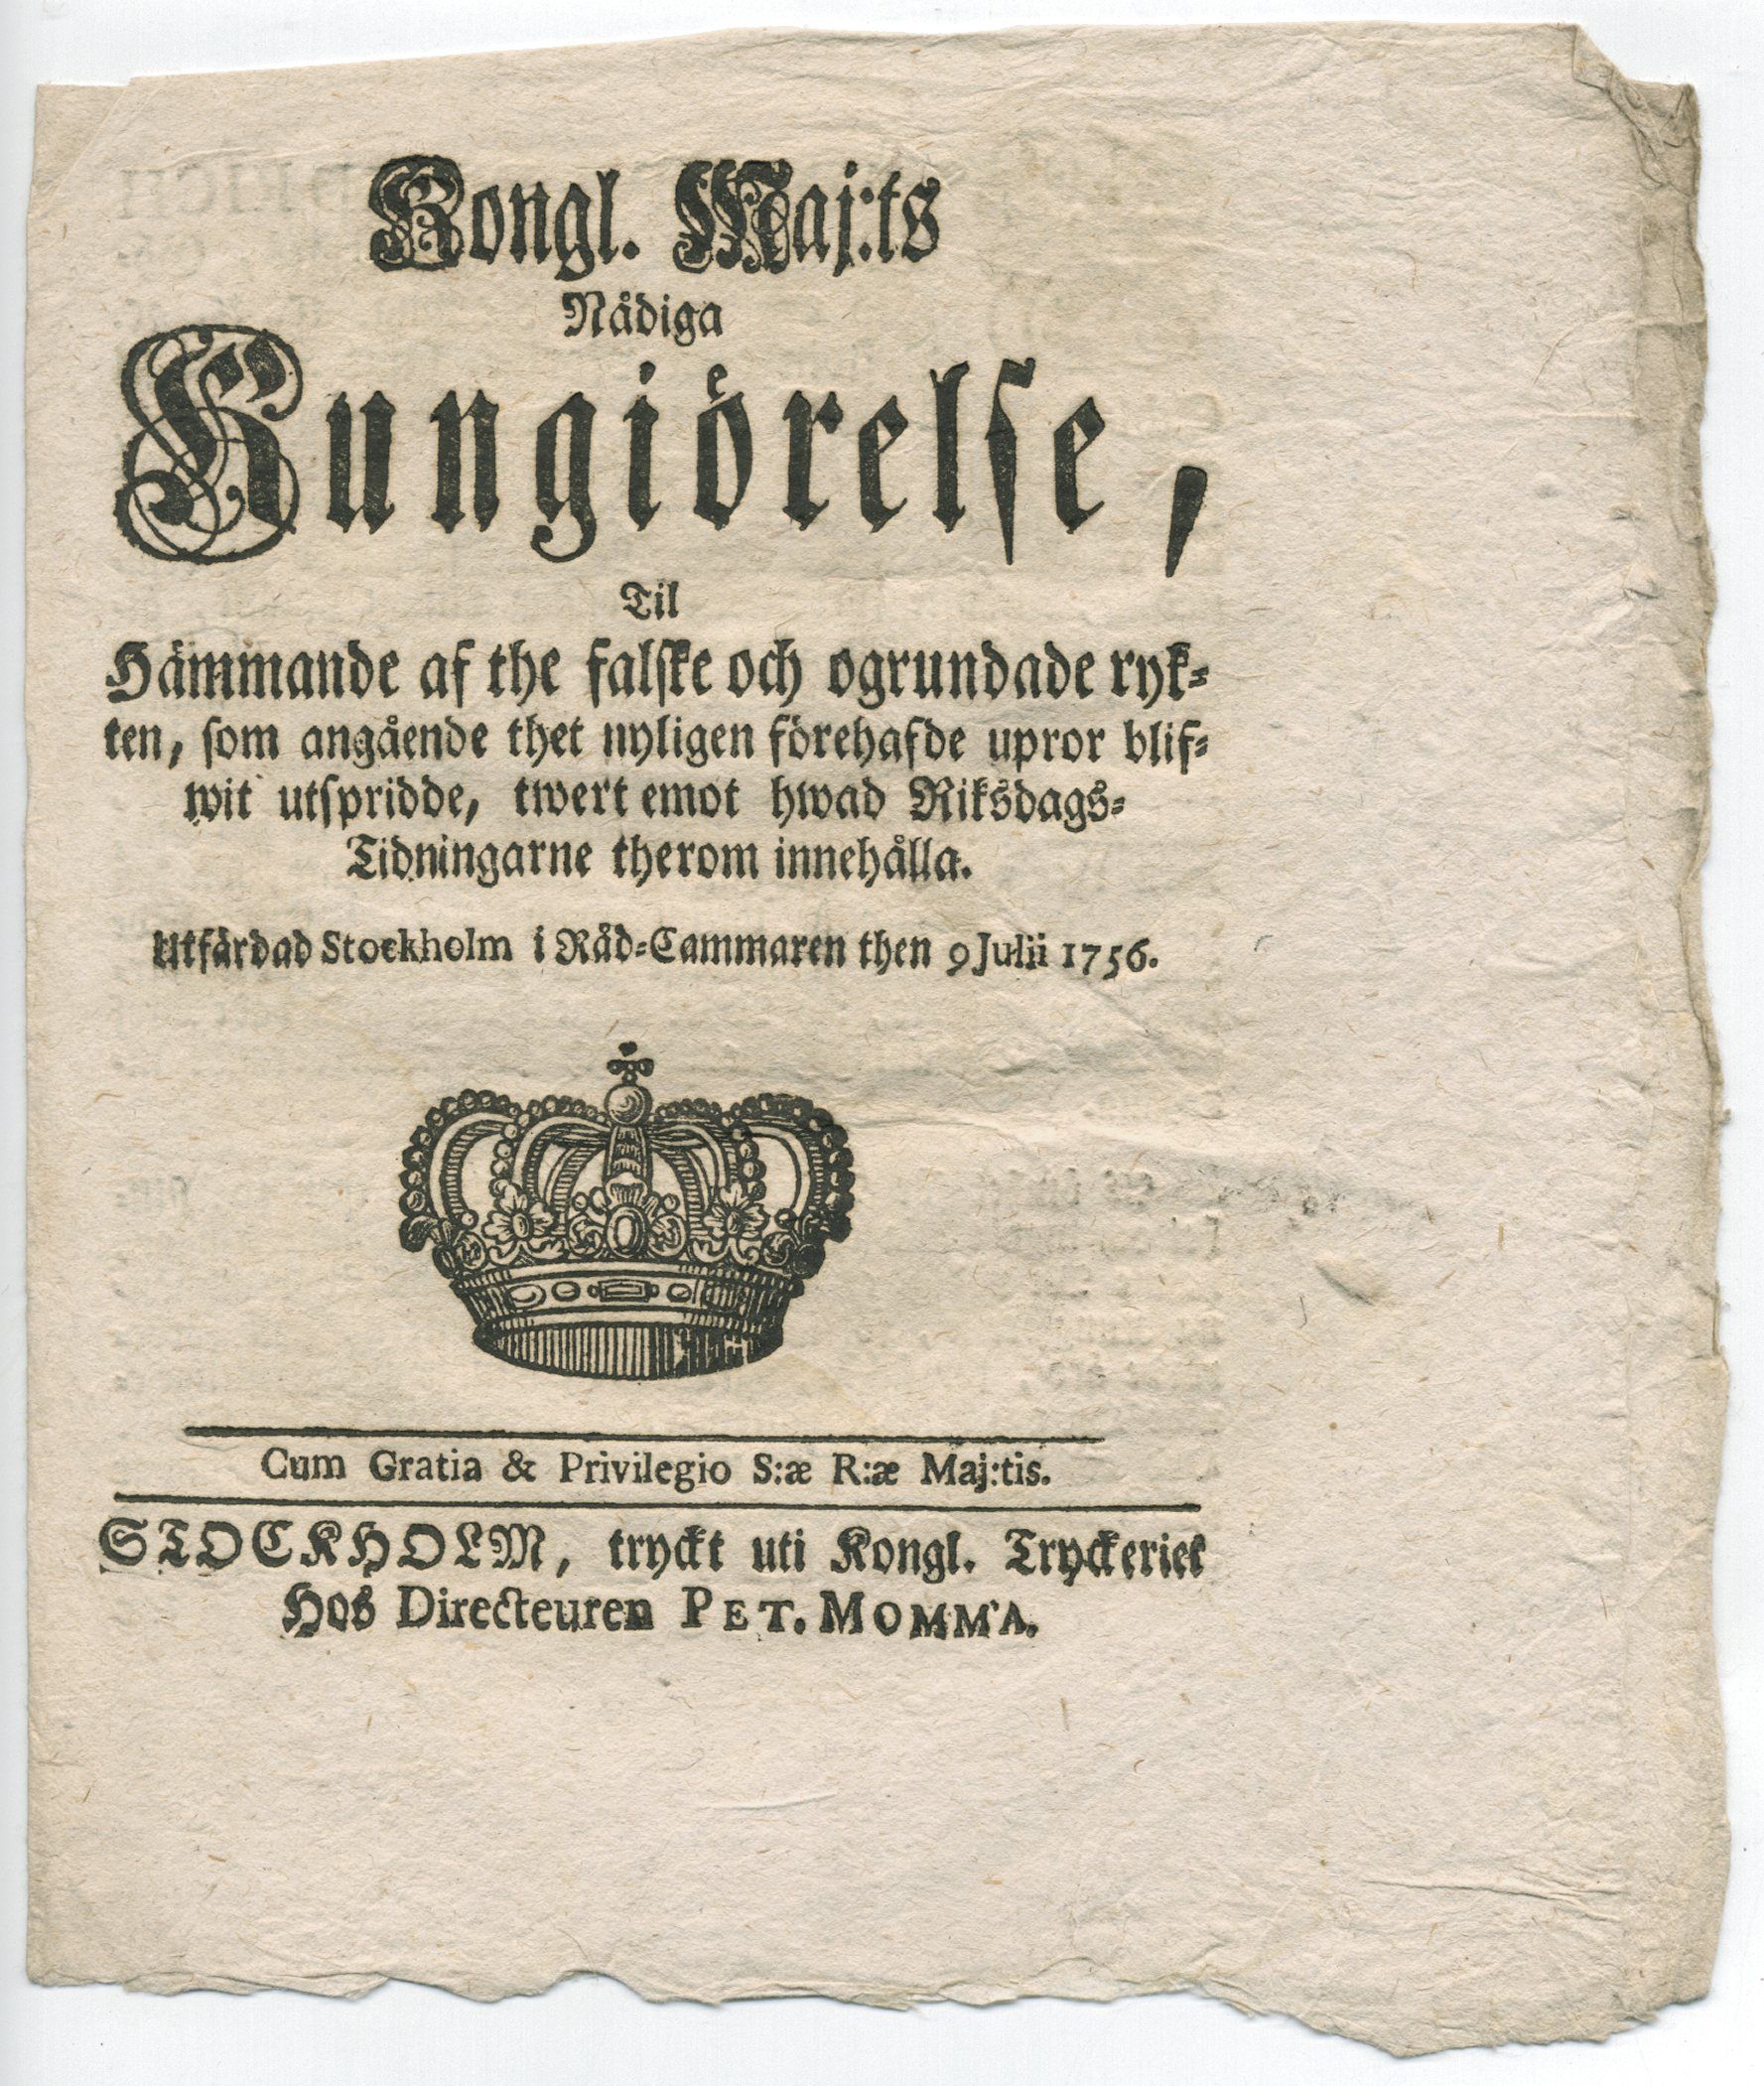 Kongl. Maj:ts
Nådiga
Kungiörelse,
Til
Hämmande af the falske och ogrundade ryk-
ten, som angående thet nyligen förehafde upror blif-
wit utspridde, twert emot hwad Riksdags-
Tidningarne therom innehålla.
Utfärdad Stockholm i Råd-Cammaren then 9 Julii 1756.
Cum Gratia & Privilegio S:æ R:æ Maj:tis.
STOCKHOLM, tryckt uti Kongl. Tryckeriet
Hos Directeuren PET. MOMMA.